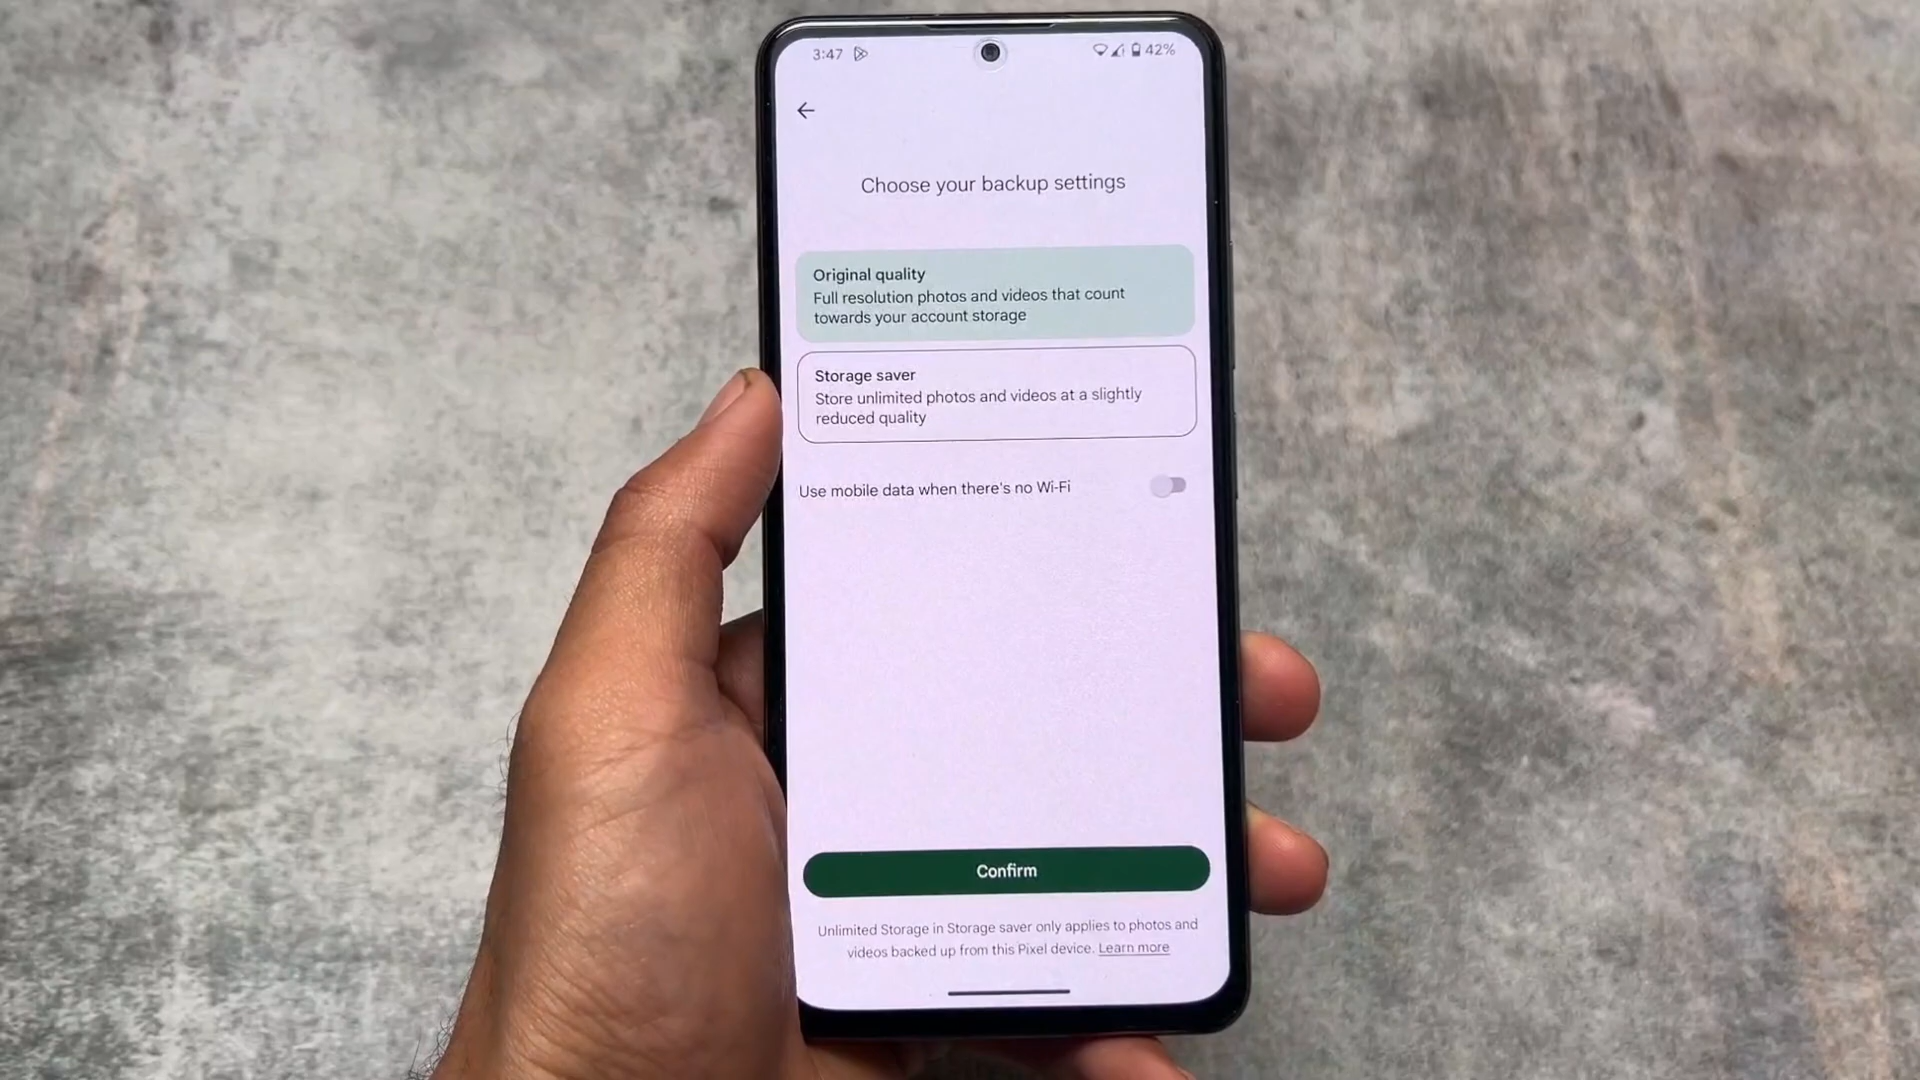 3:47
42%
Choose your backup settings
Original quality
Full resolution photos and videos that count
towards your account storage
Storage saver
Store unlimited photos and videos at a slightly
reduced quality
Use mobile data when there's no Wi-Fi
Confirm
Unlimited Storage in Storage saver only applies to photos and
videos backed up from this Pixel device. Learn more